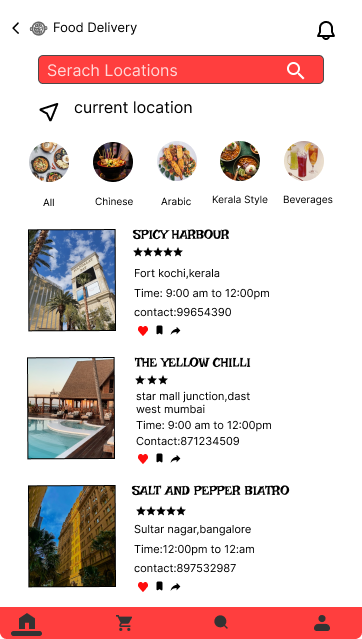 Food Delivery
Serach Locations
current location
All
Chinese
Arabic
Kerala Style
Beverages
SPICY HARBOUR
Fort kochi,kerala
Time: 9:00 am to 12:00pm
contact:99654390
THE YELLOW CHILLI
star mall junction,dast
west mumbai
Time: 9:00 am to 12:00pm
Contact:871234509
SALT AND PEPPER BIATRO
Sultar nagar,bangalore
Time:12:00pm to 12:am
contact:897532987